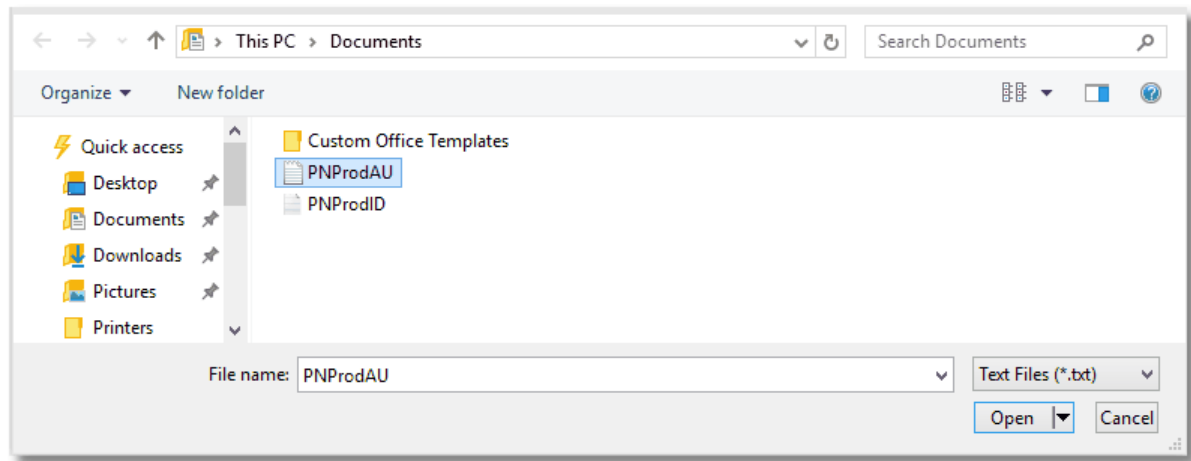 This PC > Documents
Search Documents
Organize
New folder
Quick access
Desktop
Documents
Downloads
Pictures
Printers
Custom Office Templates
PNProdAU
PNProdID
File name: PNProdAU
Text Files (*.txt)
Open
Cancel